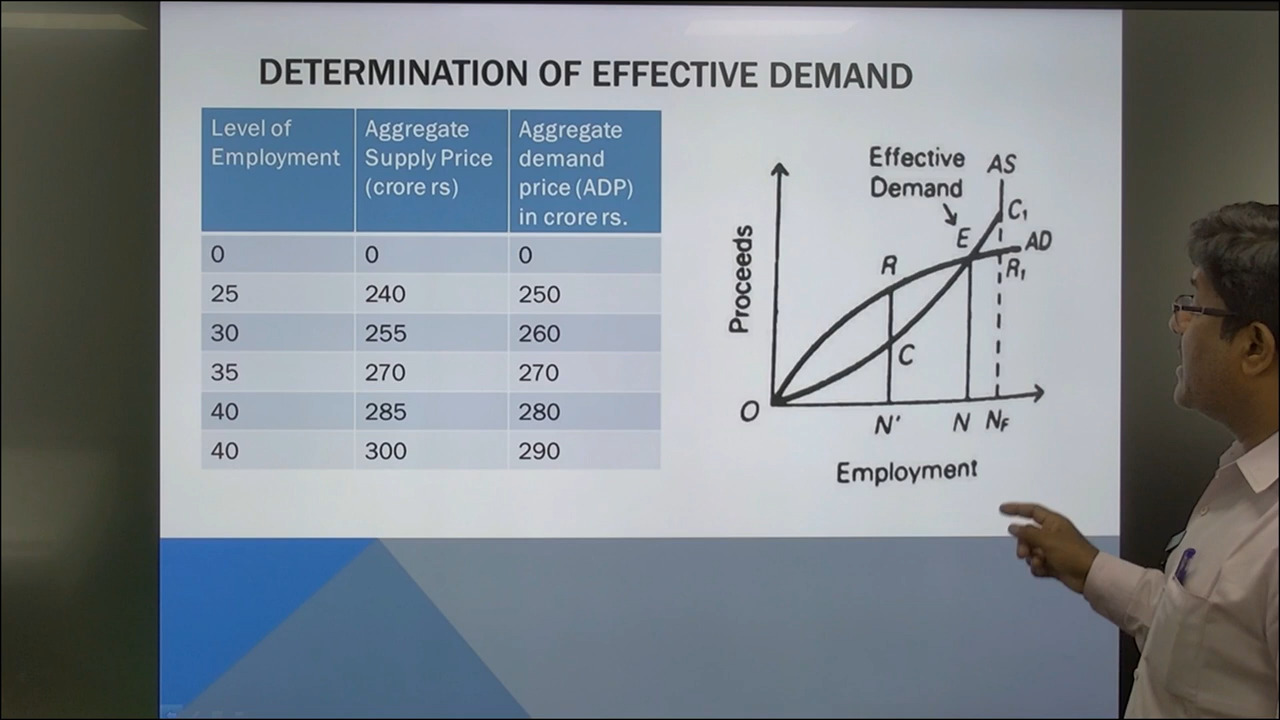 DETERMINATION OF EFFECTIVE DEMAND
Level of
Employment
Aggregate
Supply Price
(crore rs)
Aggregate
demand
price (ADP)
in crore rs.
0 0 0
25 240 250
30 255 260
35 270 270
40 285 280
40 300 290
Effective
Demand
AS
C₁
E
AD
R
R₁
Proceeds
C
O
N' N NF
Employment